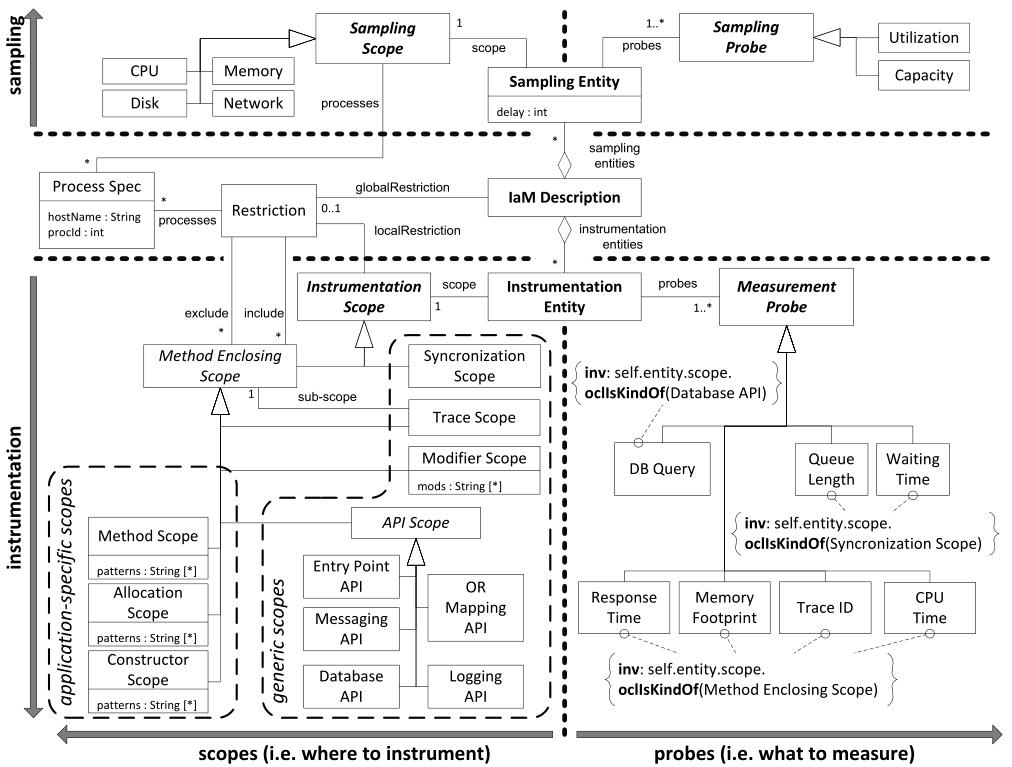 sampling
Sampling
Scope
1
scope
1..*
probes
Sampling
Probe
Utilization
Capacity
CPU
Memory
Disk
Network
Sampling Entity
delay : int
processes
*
sampling
entities
*
Process Spec
hostName : String
procId : int
*
processes
Restriction
globalRestriction
0..1
localRestriction
IaM Description
instrumentation
entities
*
instrumentation
Instrumentation
Scope
scope
1
Instrumentation
Entity
probes
1..*
Measurement
Probe
exclude
*
include
*
Method Enclosing
Scope
1
sub-scope
Syncronization
Scope
Trace Scope
Modifier Scope
mods : String [*]
inv: self.entity.scope.
oclIsKindOf(Database API)
DB Query
Queue
Length
Waiting
Time
inv: self.entity.scope.
oclIsKindOf(Syncronization Scope)
application-specific scopes
Method Scope
patterns : String [*]
Allocation
Scope
patterns : String [*]
Constructor
Scope
patterns : String [*]
generic scopes
API Scope
Entry Point
API
OR
Mapping
API
Messaging
API
Database
API
Logging
API
Response
Time
Memory
Footprint
Trace ID
CPU
Time
inv: self.entity.scope.
oclIsKindOf(Method Enclosing Scope)
scopes (i.e. where to instrument)
probes (i.e. what to measure)